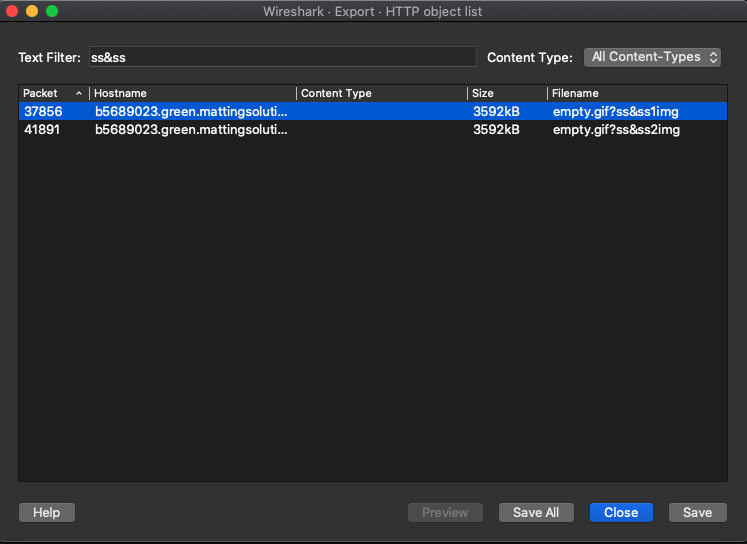 Wireshark · Export · HTTP object list
Text Filter: ss&ss Content Type: All Content-Types
Packet Hostname Content Type Size Filename
37856 b5689023.green.mattingsoluti... 3592kB empty.gif?ss&ss1img
41891 b5689023.green.mattingsoluti... 3592kB empty.gif?ss&ss2img
Help Preview Save All Close Save